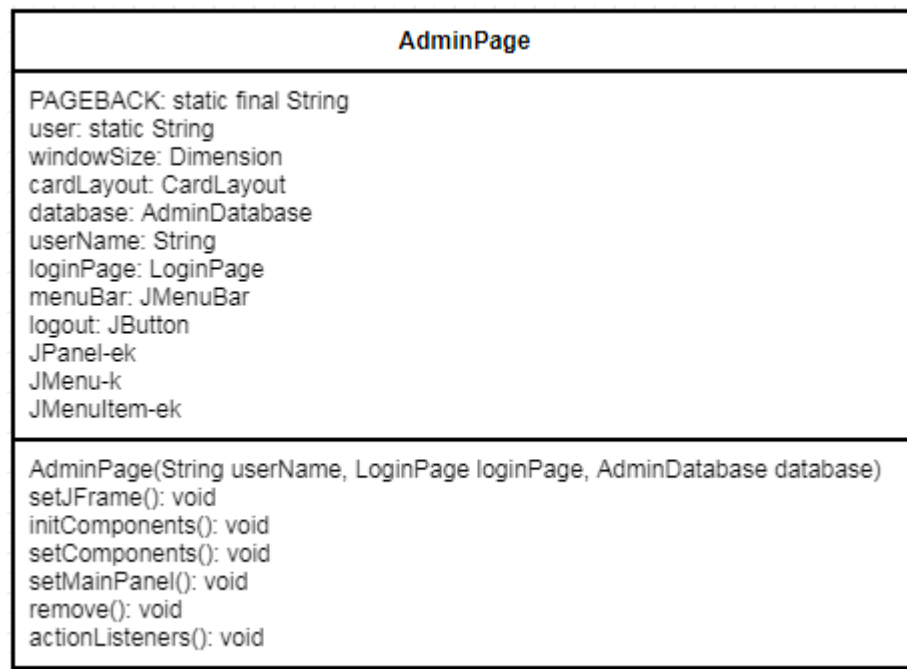 AdminPage
PAGEBACK: static final String
user: static String
windowSize: Dimension
cardLayout: CardLayout
database: AdminDatabase
userName: String
loginPage: LoginPage
menuBar: JMenuBar
logout: JButton
JPanel-ek
JMenu-k
JMenuItem-ek
AdminPage(String userName, LoginPage loginPage, AdminDatabase database)
setJFrame(): void
initComponents(): void
setComponents(): void
setMainPanel(): void
remove(): void
actionListeners(): void